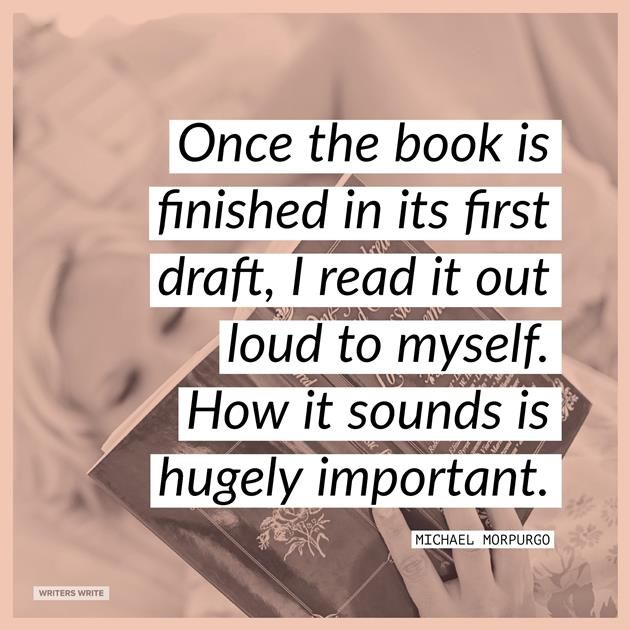 Once the book is
finished in its first
draft, I read it out
loud to myself.
How it sounds is
hugely important.
MICHAEL MORPURGO
WRITERS WRITE